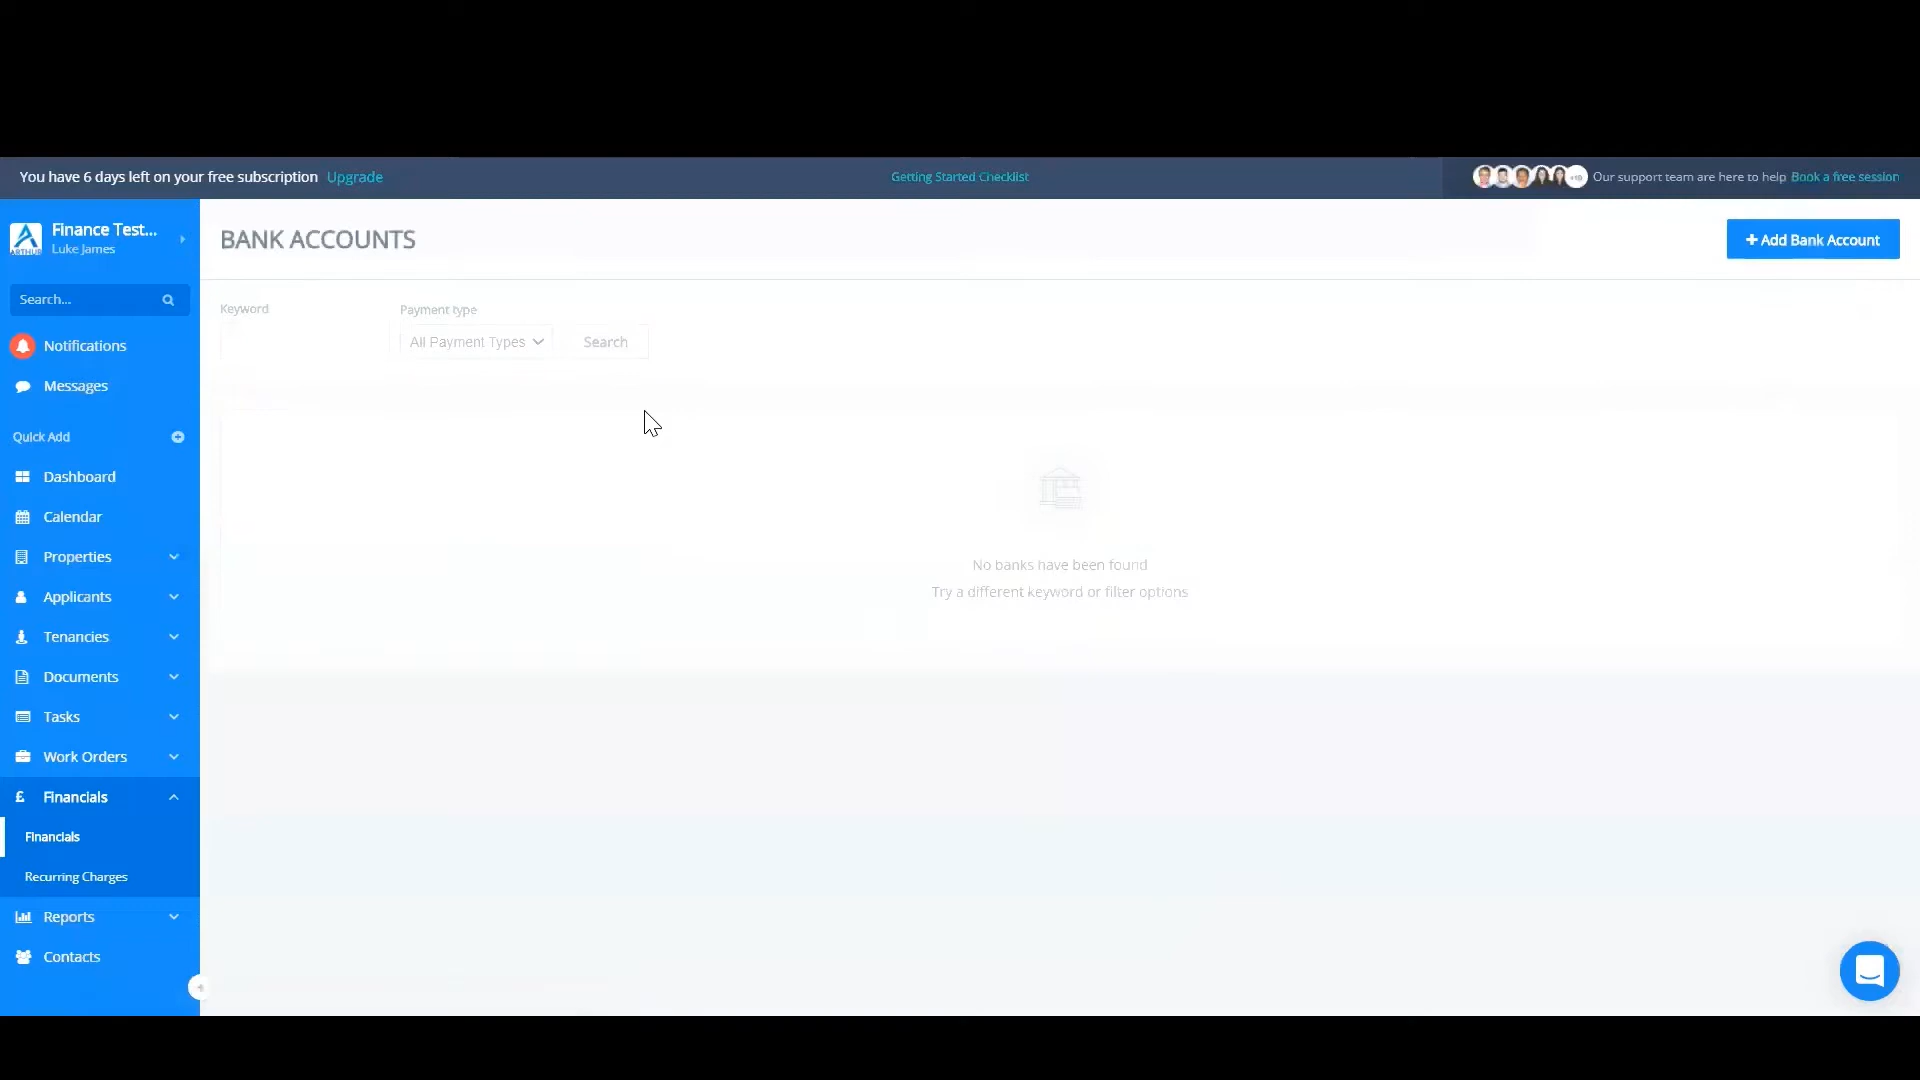 You have 6 days left on your free subscription Upgrade
Getting Started Checklist
+18 Our support team are here to help Book a free session
ARTHUR
Finance Test...
Luke James
BANK ACCOUNTS
Add Bank Account
Search...
Keyword
Payment type
All Payment Types
Search
Notifications
Messages
Quick Add
Dashboard
Calendar
Properties
Applicants
Tenancies
Documents
Tasks
Work Orders
£ Financials
Financials
Recurring Charges
Reports
Contacts
No banks have been found
Try a different keyword or filter options